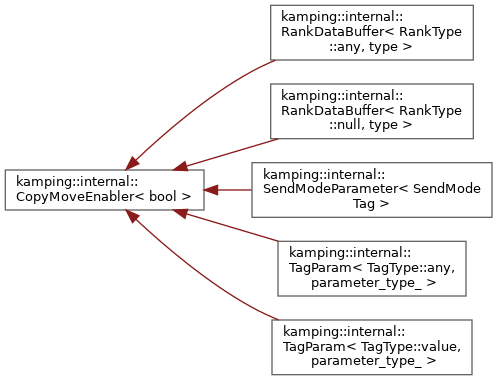 kamping::internal::
RankDataBuffer< RankType
::any, type >
kamping::internal::
RankDataBuffer< RankType
::null, type >
kamping::internal::
CopyMoveEnabler< bool >
kamping::internal::
SendModeParameter< SendMode
Tag >
kamping::internal::
TagParam< TagType::any,
parameter_type_ >
kamping::internal::
TagParam< TagType::value,
parameter_type_ >